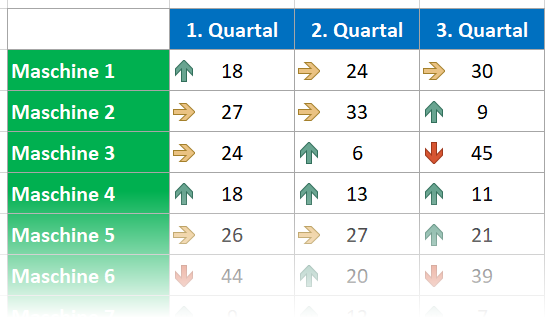 1. Quartal 2. Quartal 3. Quartal
Maschine 1 18 24 30
Maschine 2 27 33 9
Maschine 3 24 6 45
Maschine 4 18 13 11
Maschine 5 26 27 21
Maschine 6 44 20 39